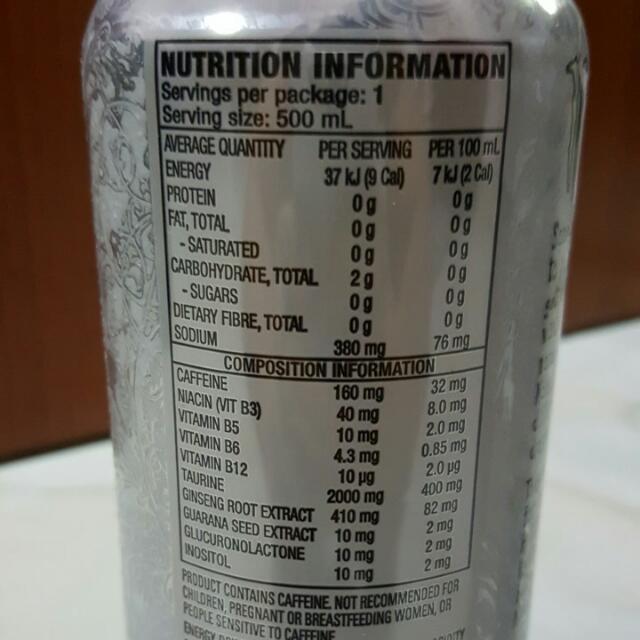 NUTRITION INFORMATION
Servings per package: 1
Serving size: 500 mL
AVERAGE QUANTITY PER SERVING PER 100 mL
ENERGY 37 kJ (9 Cal) 7 kJ (2 Cal)
PROTEIN 0 g 0 g
FAT, TOTAL 0 g 0 g
- SATURATED 0 g 0 g
CARBOHYDRATE, TOTAL 2 g 0 g
- SUGARS 0 g 0 g
DIETARY FIBRE, TOTAL 0 g 0 g
SODIUM 380 mg 76 mg
COMPOSITION INFORMATION
CAFFEINE 160 mg 32 mg
NIACIN (VIT B3) 40 mg 8.0 mg
VITAMIN B5 10 mg 2.0 mg
VITAMIN B6 4.3 mg 0.85 mg
VITAMIN B12 10 µg 2.0 µg
TAURINE 2000 mg 400 mg
GINSENG ROOT EXTRACT 410 mg 82 mg
GUARANA SEED EXTRACT 10 mg 2 mg
GLUCURONOLACTONE 10 mg 2 mg
INOSITOL 10 mg 2 mg
PRODUCT CONTAINS CAFFEINE. NOT RECOMMENDED FOR
CHILDREN, PREGNANT OR BREASTFEEDING WOMEN, OR
PEOPLE SENSITIVE TO CAFFEINE
ENERGY